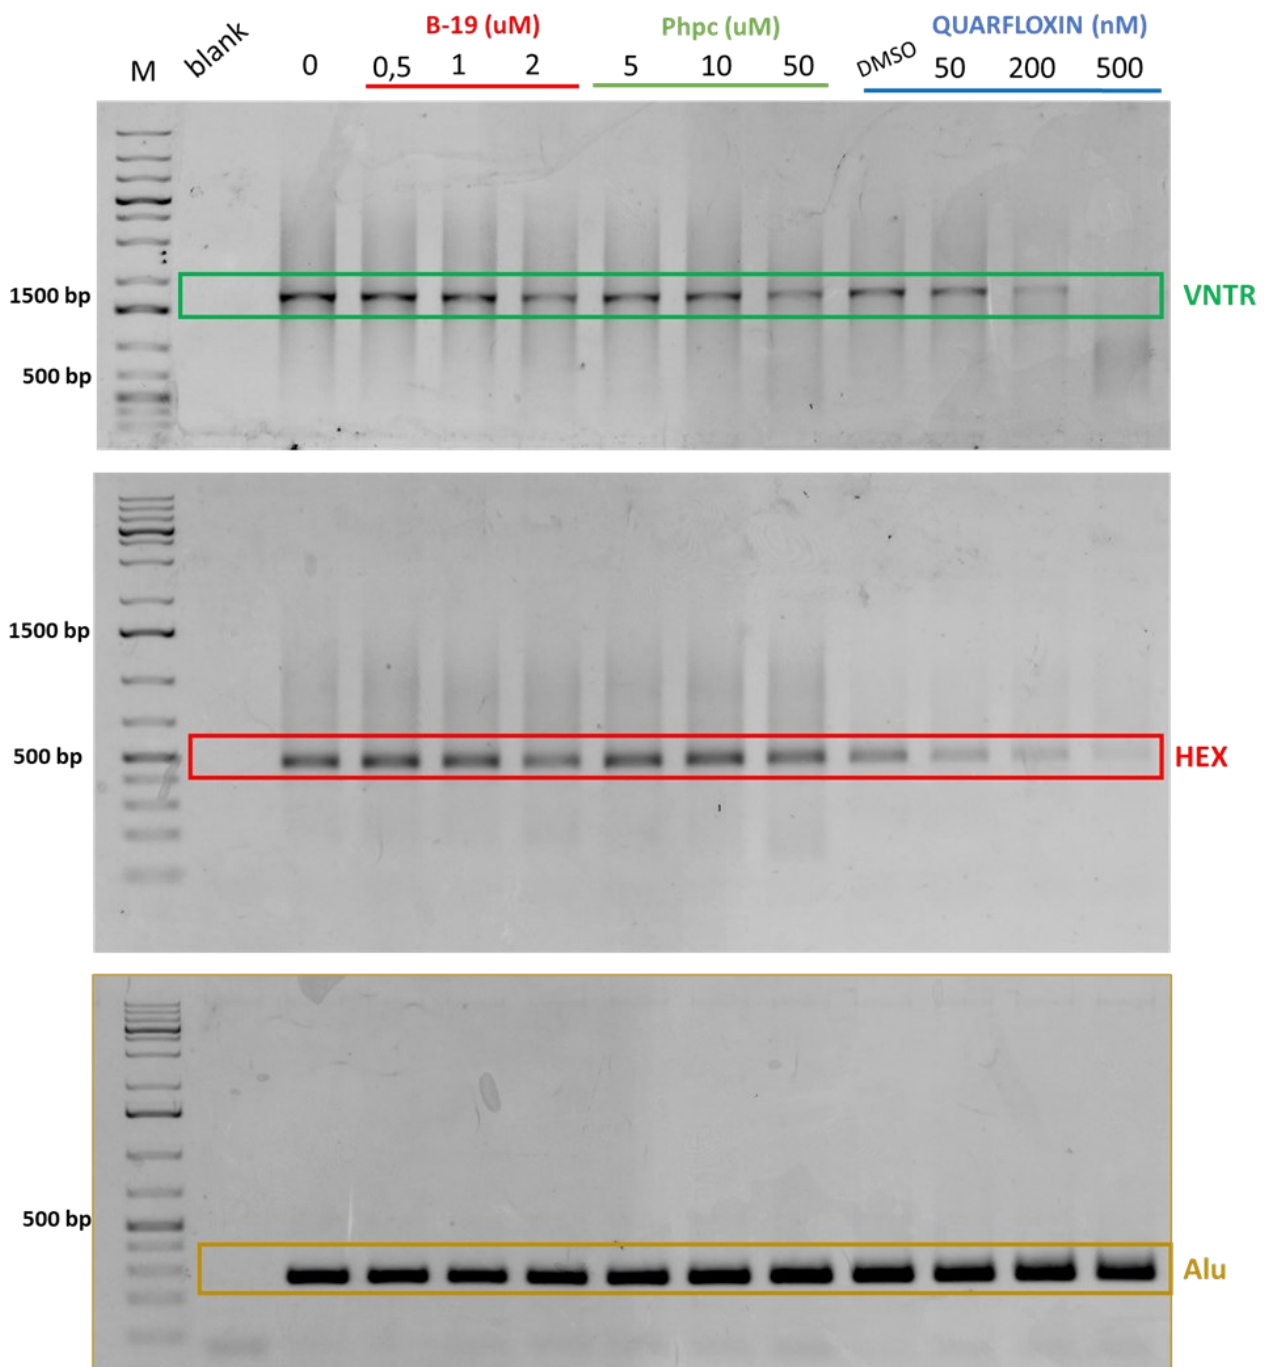 B-19 (uM) Phpc (uM) QUARFLOXIN (nM)
M blank 0 0,5 1 2 5 10 50 DMSO 50 200 500
1500 bp VNTR
500 bp
1500 bp
500 bp HEX
500 bp
Alu